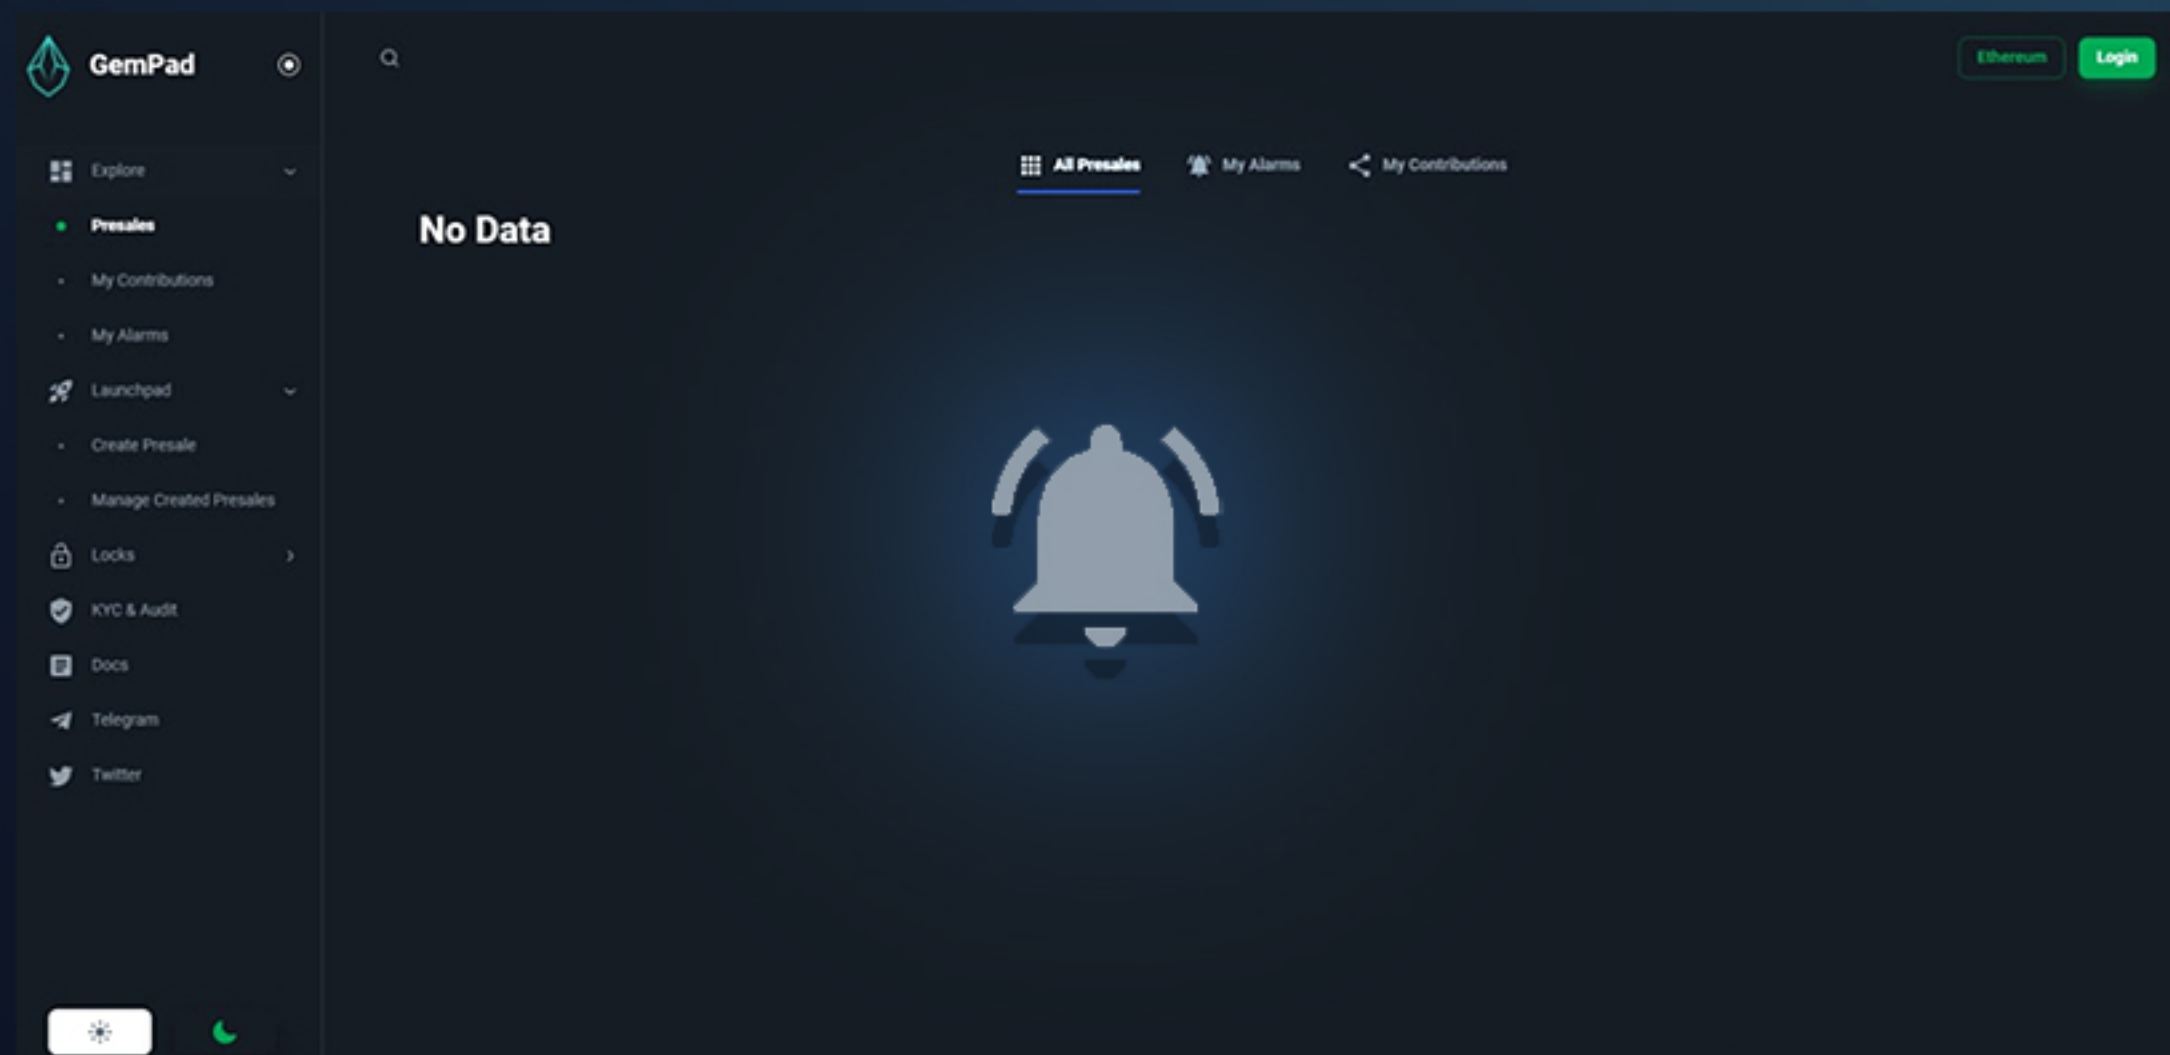 GemPad
Ethereum
Login
Explore
Presales
My Contributions
My Alarms
Launchpad
Create Presale
Manage Created Presales
Locks
KYC & Audit
Docs
Telegram
Twitter
All Presales
My Alarms
My Contributions
No Data